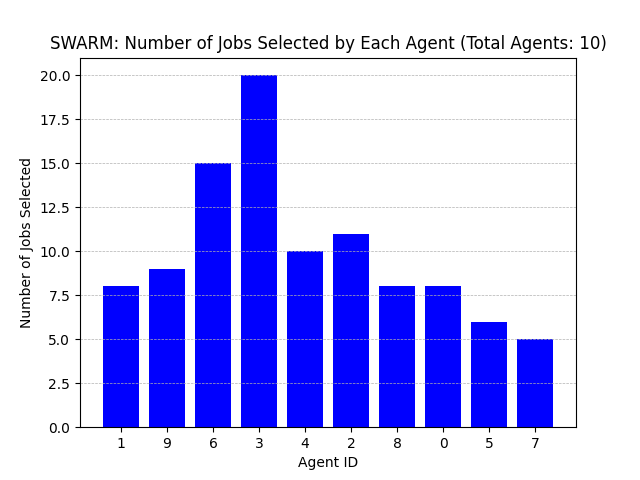 SWARM: Number of Jobs Selected by Each Agent (Total Agents: 10)
20.0
17.5
15.0
12.5
10.0
7.5
5.0
2.5
0.0
Number of Jobs Selected
1 9 6 3 4 2 8 0 5 7
Agent ID